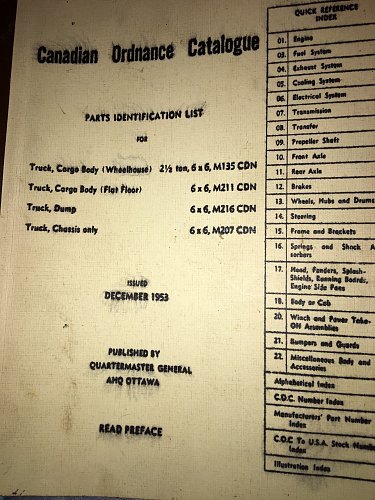 Canadian Ordnance Catalogue
PARTS IDENTIFICATION LIST
FOR
Truck, Cargo Body (Wheelhouse) 2½ ton, 6 x 6, M135 CDN
Truck, Cargo Body (Flat Floor) 6 x 6, M211 CDN
Truck, Dump 6 x 6, M216 CDN
Truck, Chassis only 6 x 6, M207 CDN
ISSUED
DECEMBER 1953
PUBLISHED BY
QUARTERMASTER GENERAL
AHQ OTTAWA
READ PREFACE
QUICK REFERENCE
INDEX
01. Engine
03. Fuel System
04. Exhaust System
05. Cooling System
06. Electrical System
07. Transmission
08. Transfer
09. Propeller Shaft
10. Front Axle
11. Rear Axle
12. Brakes
13. Wheels, Hubs and Drums
14. Steering
15. Frame and Brackets
16. Springs and Shock A
sorbers
17. Hood, Fenders, Splash-
Shields, Running Boards,
Engine Side Pans
18. Body or Cab
20. Winch and Power Take-
Off Assemblies
21. Bumpers and Guards
22. Miscellaneous Body and
Accessories
Alphabetical Index
C.O.C. Number Index
Manufacturers' Part Number
Index
C.O.C To U.S.A. Stock Number
Index
Illustration Index